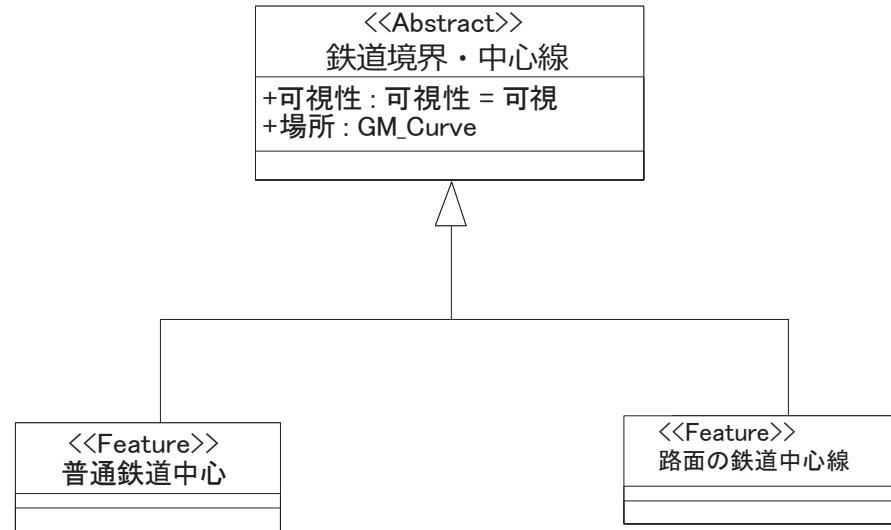 <<Abstract>>
鉄道境界・中心線
+可視性 : 可視性 = 可視
+場所 : GM_Curve
<<Feature>>
普通鉄道中心
<<Feature>>
路面の鉄道中心線